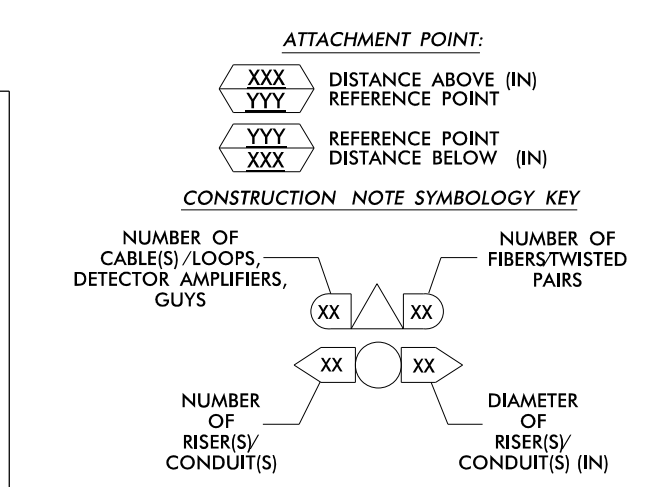 ATTACHMENT POINT:
XXX
YYY
DISTANCE ABOVE (IN)
REFERENCE POINT
YYY
XXX
REFERENCE POINT
DISTANCE BELOW (IN)
CONSTRUCTION NOTE SYMBOLOGY KEY
NUMBER OF
CABLE(S)/LOOPS,
DETECTOR AMPLIFIERS,
GUYS
NUMBER OF
FIBERS/TWISTED
PAIRS
XX
XX
XX
XX
NUMBER
OF
RISER(S)/
CONDUIT(S)
DIAMETER
OF
RISER(S)/
CONDUIT(S) (IN)